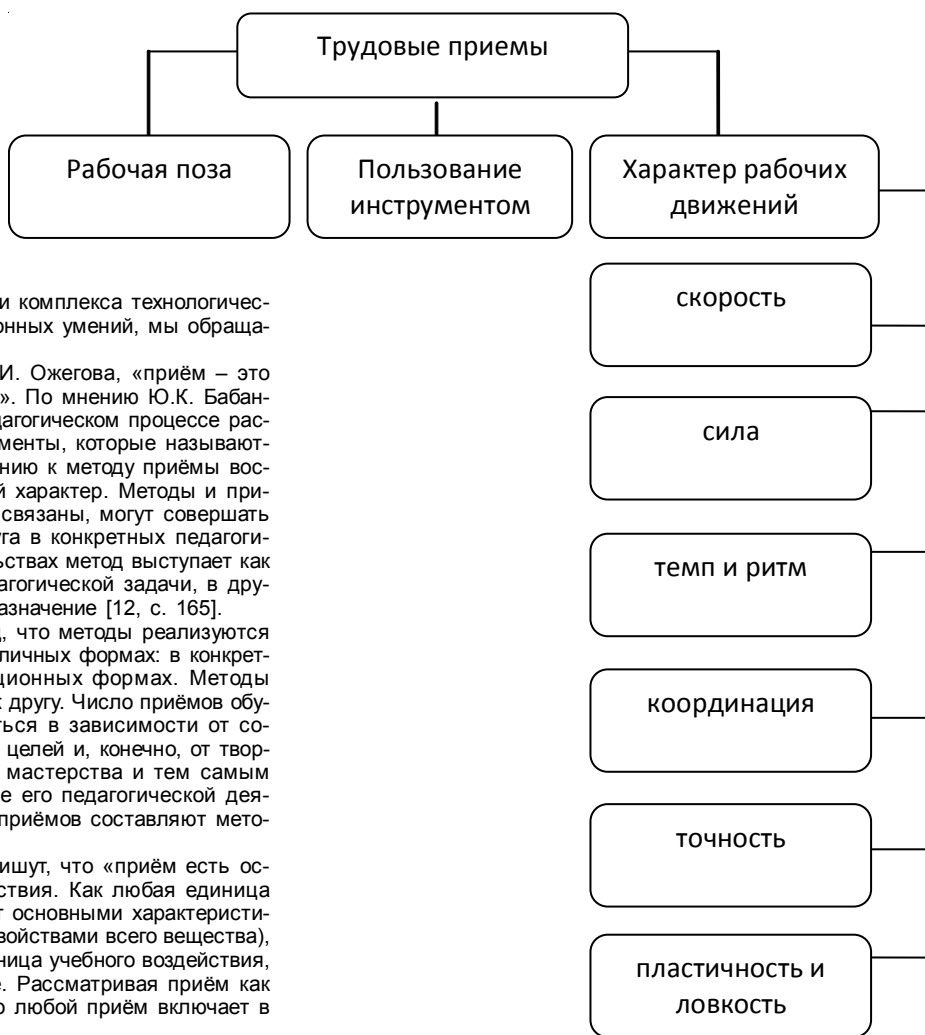 Трудовые приемы
Рабочая поза
Пользование
инструментом
Характер рабочих
движений
скорость
сила
темп и ритм
координация
точность
пластичность и
ловкость
и комплекса технологичес-
онных умений, мы обраща-
И. Ожегова, «приём – это
». По мнению Ю.К. Бабан-
дагогическом процессе рас-
менты, которые называют-
нию к методу приёмы вос-
й характер. Методы и при-
связаны, могут совершать
уга в конкретных педагоги-
ьствах метод выступает как
агогической задачи, в дру-
азначение [12, с. 165].
, что методы реализуются
личных формах: в конкрет-
ционных формах. Методы
к другу. Число приёмов обу-
ться в зависимости от со-
целей и, конечно, от твор-
мастерства и тем самым
е его педагогической дея-
приёмов составляют мето-
ишут, что «приём есть ос-
ствия. Как любая единица
т основными характеристи-
войствами всего вещества),
ница учебного воздействия,
е. Рассматривая приём как
о любой приём включает в